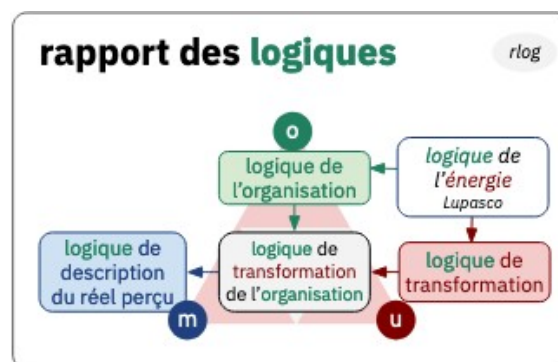 rapport des logiques
rlog
o
logique de
l'organisation
logique de
l'énergie
Lupasco
logique de
description
du réel perçu
logique de
transformation
de l'organisation
logique de
transformation
m
u